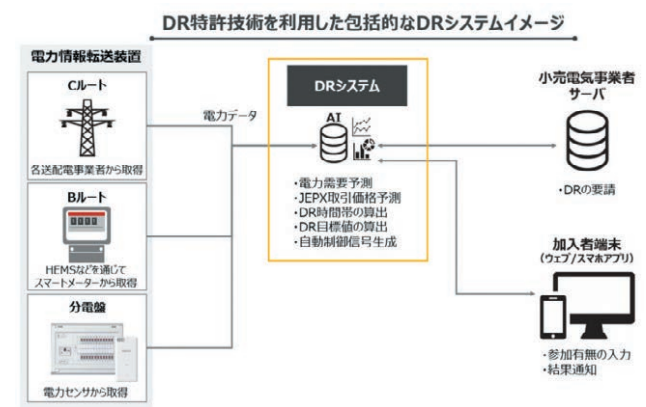 DR特許技術を利用した包括的なDRシステムイメージ
電力情報転送装置
Cルート
各送配電事業者から取得
Bルート
HEMSなどを通じて
スマートメーターから取得
分電盤
電力センサから取得
電力データ
DRシステム
AI
・電力需要予測
・JEPX取引価格予測
・DR時間帯の算出
・DR目標値の算出
・自動制御信号生成
小売電気事業者
サーバ
・DRの要請
加入者端末
(ウェブ/スマホアプリ)
・参加有無の入力
・結果通知